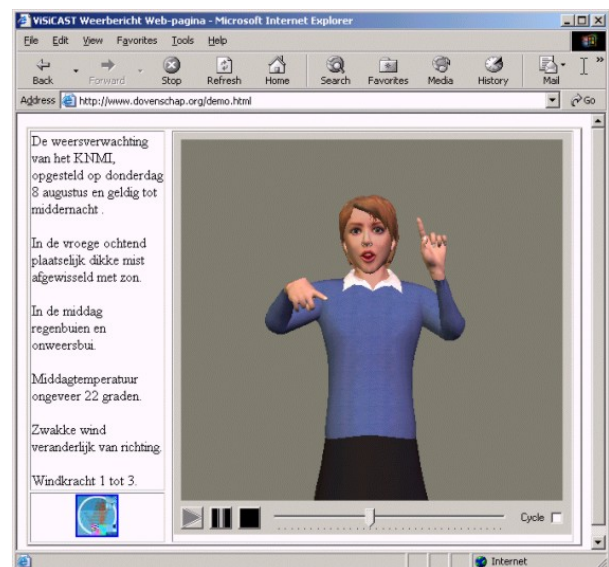 ViSiCAST Weerbericht Web-pagina - Microsoft Internet Explorer
File Edit View Favorites Tools Help
Back Forward Stop Refresh Home Search Favorites Media History Mail
Address http://www.dovenschap.org/demo.html Go
De weersverwachting
van het KNMI,
opgesteld op donderdag
8 augustus en geldig tot
middernacht .
In de vroege ochtend
plaatselijk dikke mist
afgewisseld met zon.
In de middag
regenbuien en
onweersbui.
Middagtemperatuur
ongeveer 22 graden.
Zwakke wind
veranderlijk van richting.
Windkracht 1 tot 3.
Cycle
Internet